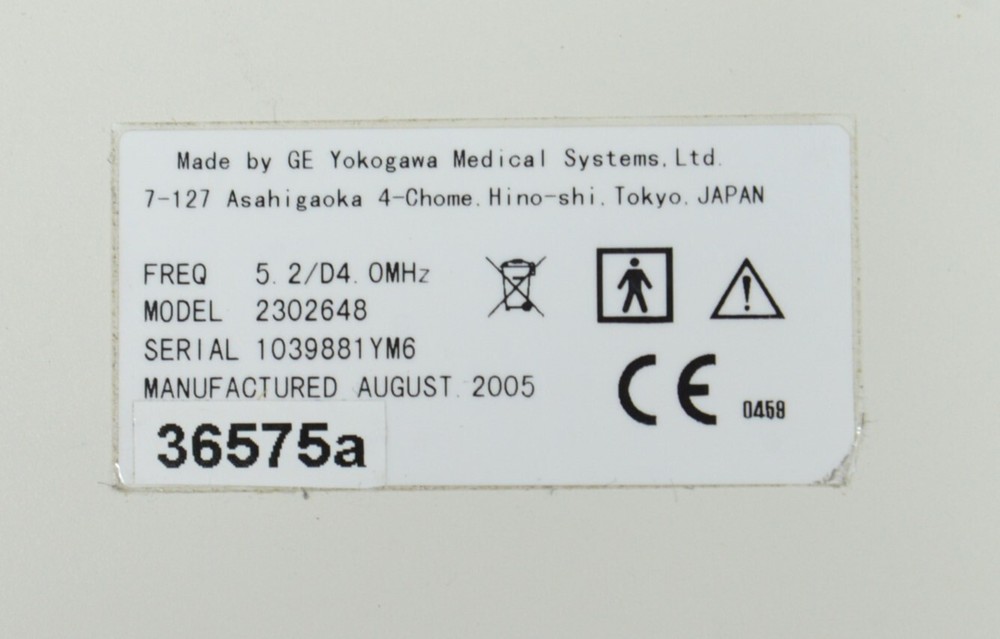 Made by GE Yokogawa Medical Systems, Ltd.
7-127 Asahigaoka 4-Chome, Hino-shi, Tokyo, JAPAN
FREQ 5.2/D4.0MHz
MODEL 2302648
SERIAL 1039881YM6
MANUFACTURED AUGUST. 2005
CE 0459
36575a